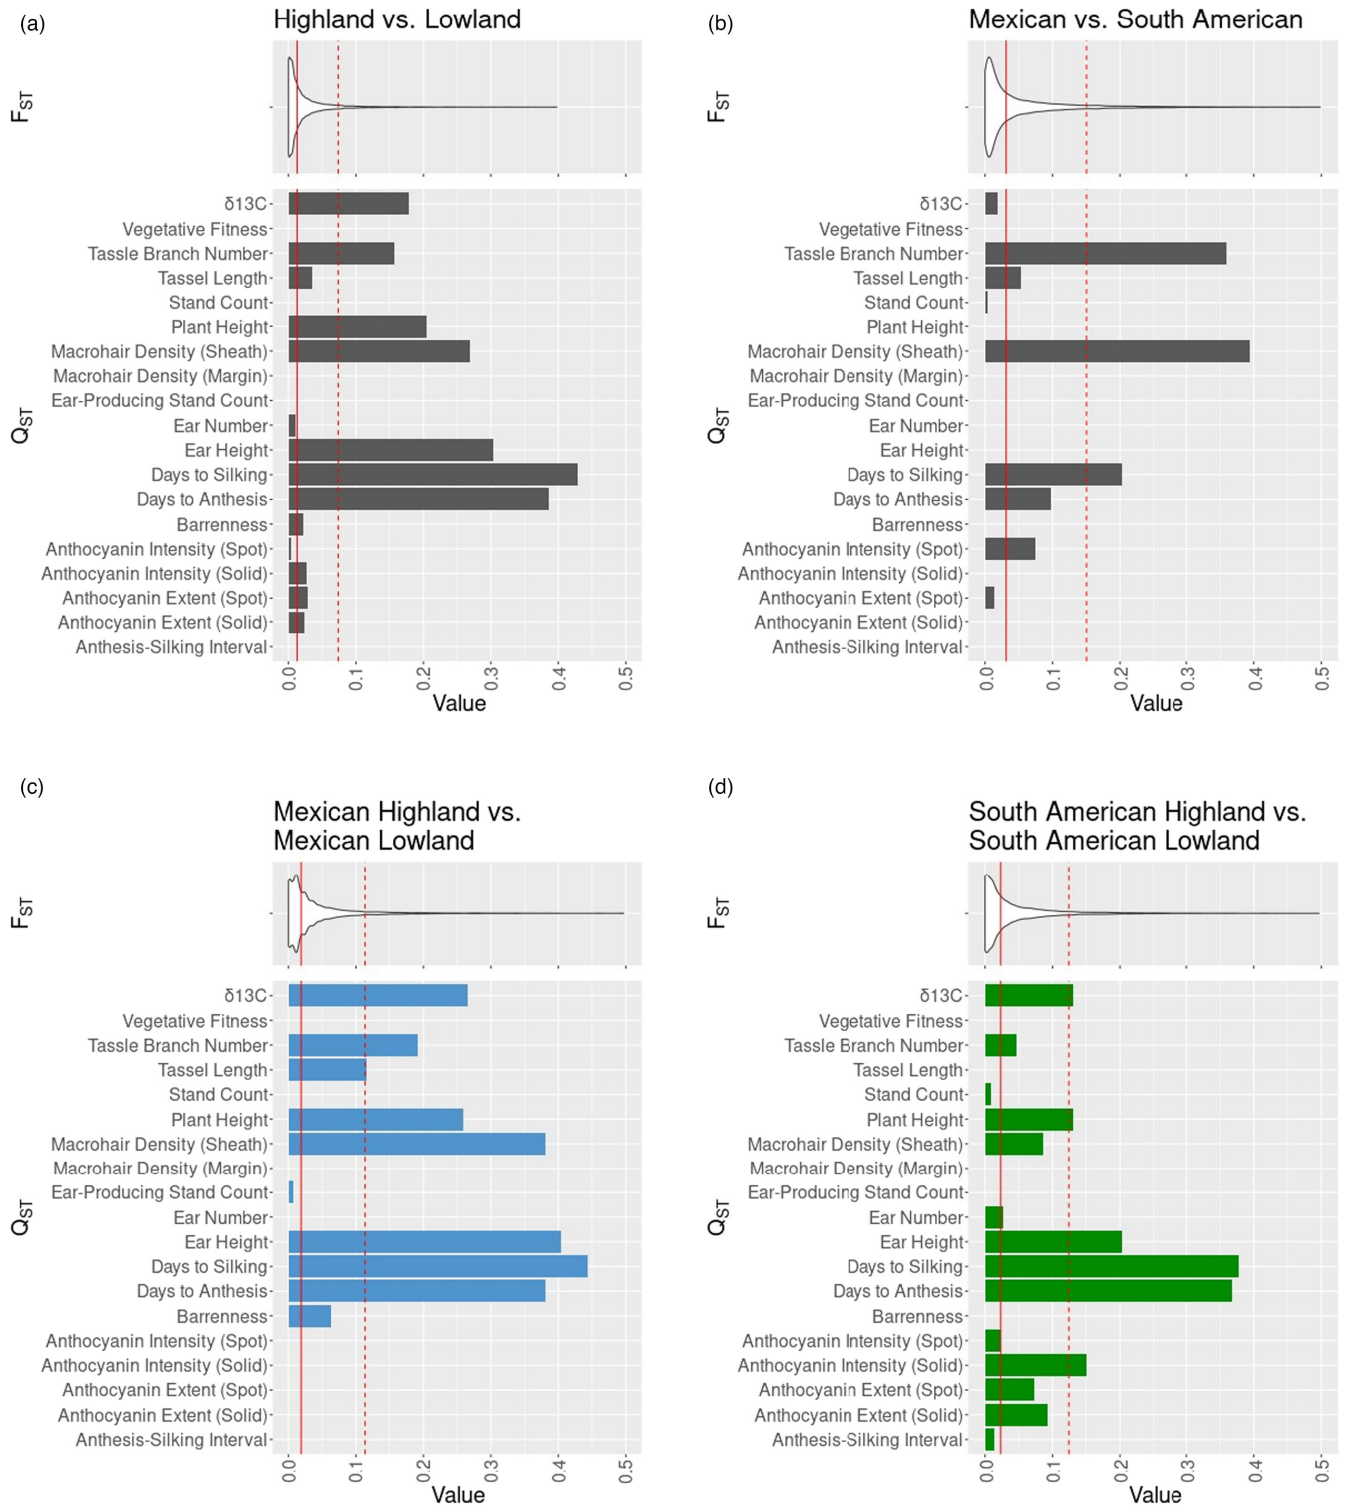 (a)
Highland vs. Lowland
FST
δ13C
Vegetative Fitness
Tassle Branch Number
Tassel Length
Stand Count
Plant Height
Macrohair Density (Sheath)
Macrohair Density (Margin)
Ear-Producing Stand Count
Ear Number
Ear Height
Days to Silking
Days to Anthesis
Barrenness
Anthocyanin Intensity (Spot)
Anthocyanin Intensity (Solid)
Anthocyanin Extent (Spot)
Anthocyanin Extent (Solid)
Anthesis-Silking Interval
QST
0.0 0.1 0.2 0.3 0.4 0.5
Value
(b)
Mexican vs. South American
FST
δ13C
Vegetative Fitness
Tassle Branch Number
Tassel Length
Stand Count
Plant Height
Macrohair Density (Sheath)
Macrohair Density (Margin)
Ear-Producing Stand Count
Ear Number
Ear Height
Days to Silking
Days to Anthesis
Barrenness
Anthocyanin Intensity (Spot)
Anthocyanin Intensity (Solid)
Anthocyanin Extent (Spot)
Anthocyanin Extent (Solid)
Anthesis-Silking Interval
QST
0.0 0.1 0.2 0.3 0.4 0.5
Value
(c)
Mexican Highland vs.
Mexican Lowland
FST
δ13C
Vegetative Fitness
Tassle Branch Number
Tassel Length
Stand Count
Plant Height
Macrohair Density (Sheath)
Macrohair Density (Margin)
Ear-Producing Stand Count
Ear Number
Ear Height
Days to Silking
Days to Anthesis
Barrenness
Anthocyanin Intensity (Spot)
Anthocyanin Intensity (Solid)
Anthocyanin Extent (Spot)
Anthocyanin Extent (Solid)
Anthesis-Silking Interval
QST
0.0 0.1 0.2 0.3 0.4 0.5
Value
(d)
South American Highland vs.
South American Lowland
FST
δ13C
Vegetative Fitness
Tassle Branch Number
Tassel Length
Stand Count
Plant Height
Macrohair Density (Sheath)
Macrohair Density (Margin)
Ear-Producing Stand Count
Ear Number
Ear Height
Days to Silking
Days to Anthesis
Barrenness
Anthocyanin Intensity (Spot)
Anthocyanin Intensity (Solid)
Anthocyanin Extent (Spot)
Anthocyanin Extent (Solid)
Anthesis-Silking Interval
QST
0.0 0.1 0.2 0.3 0.4 0.5
Value